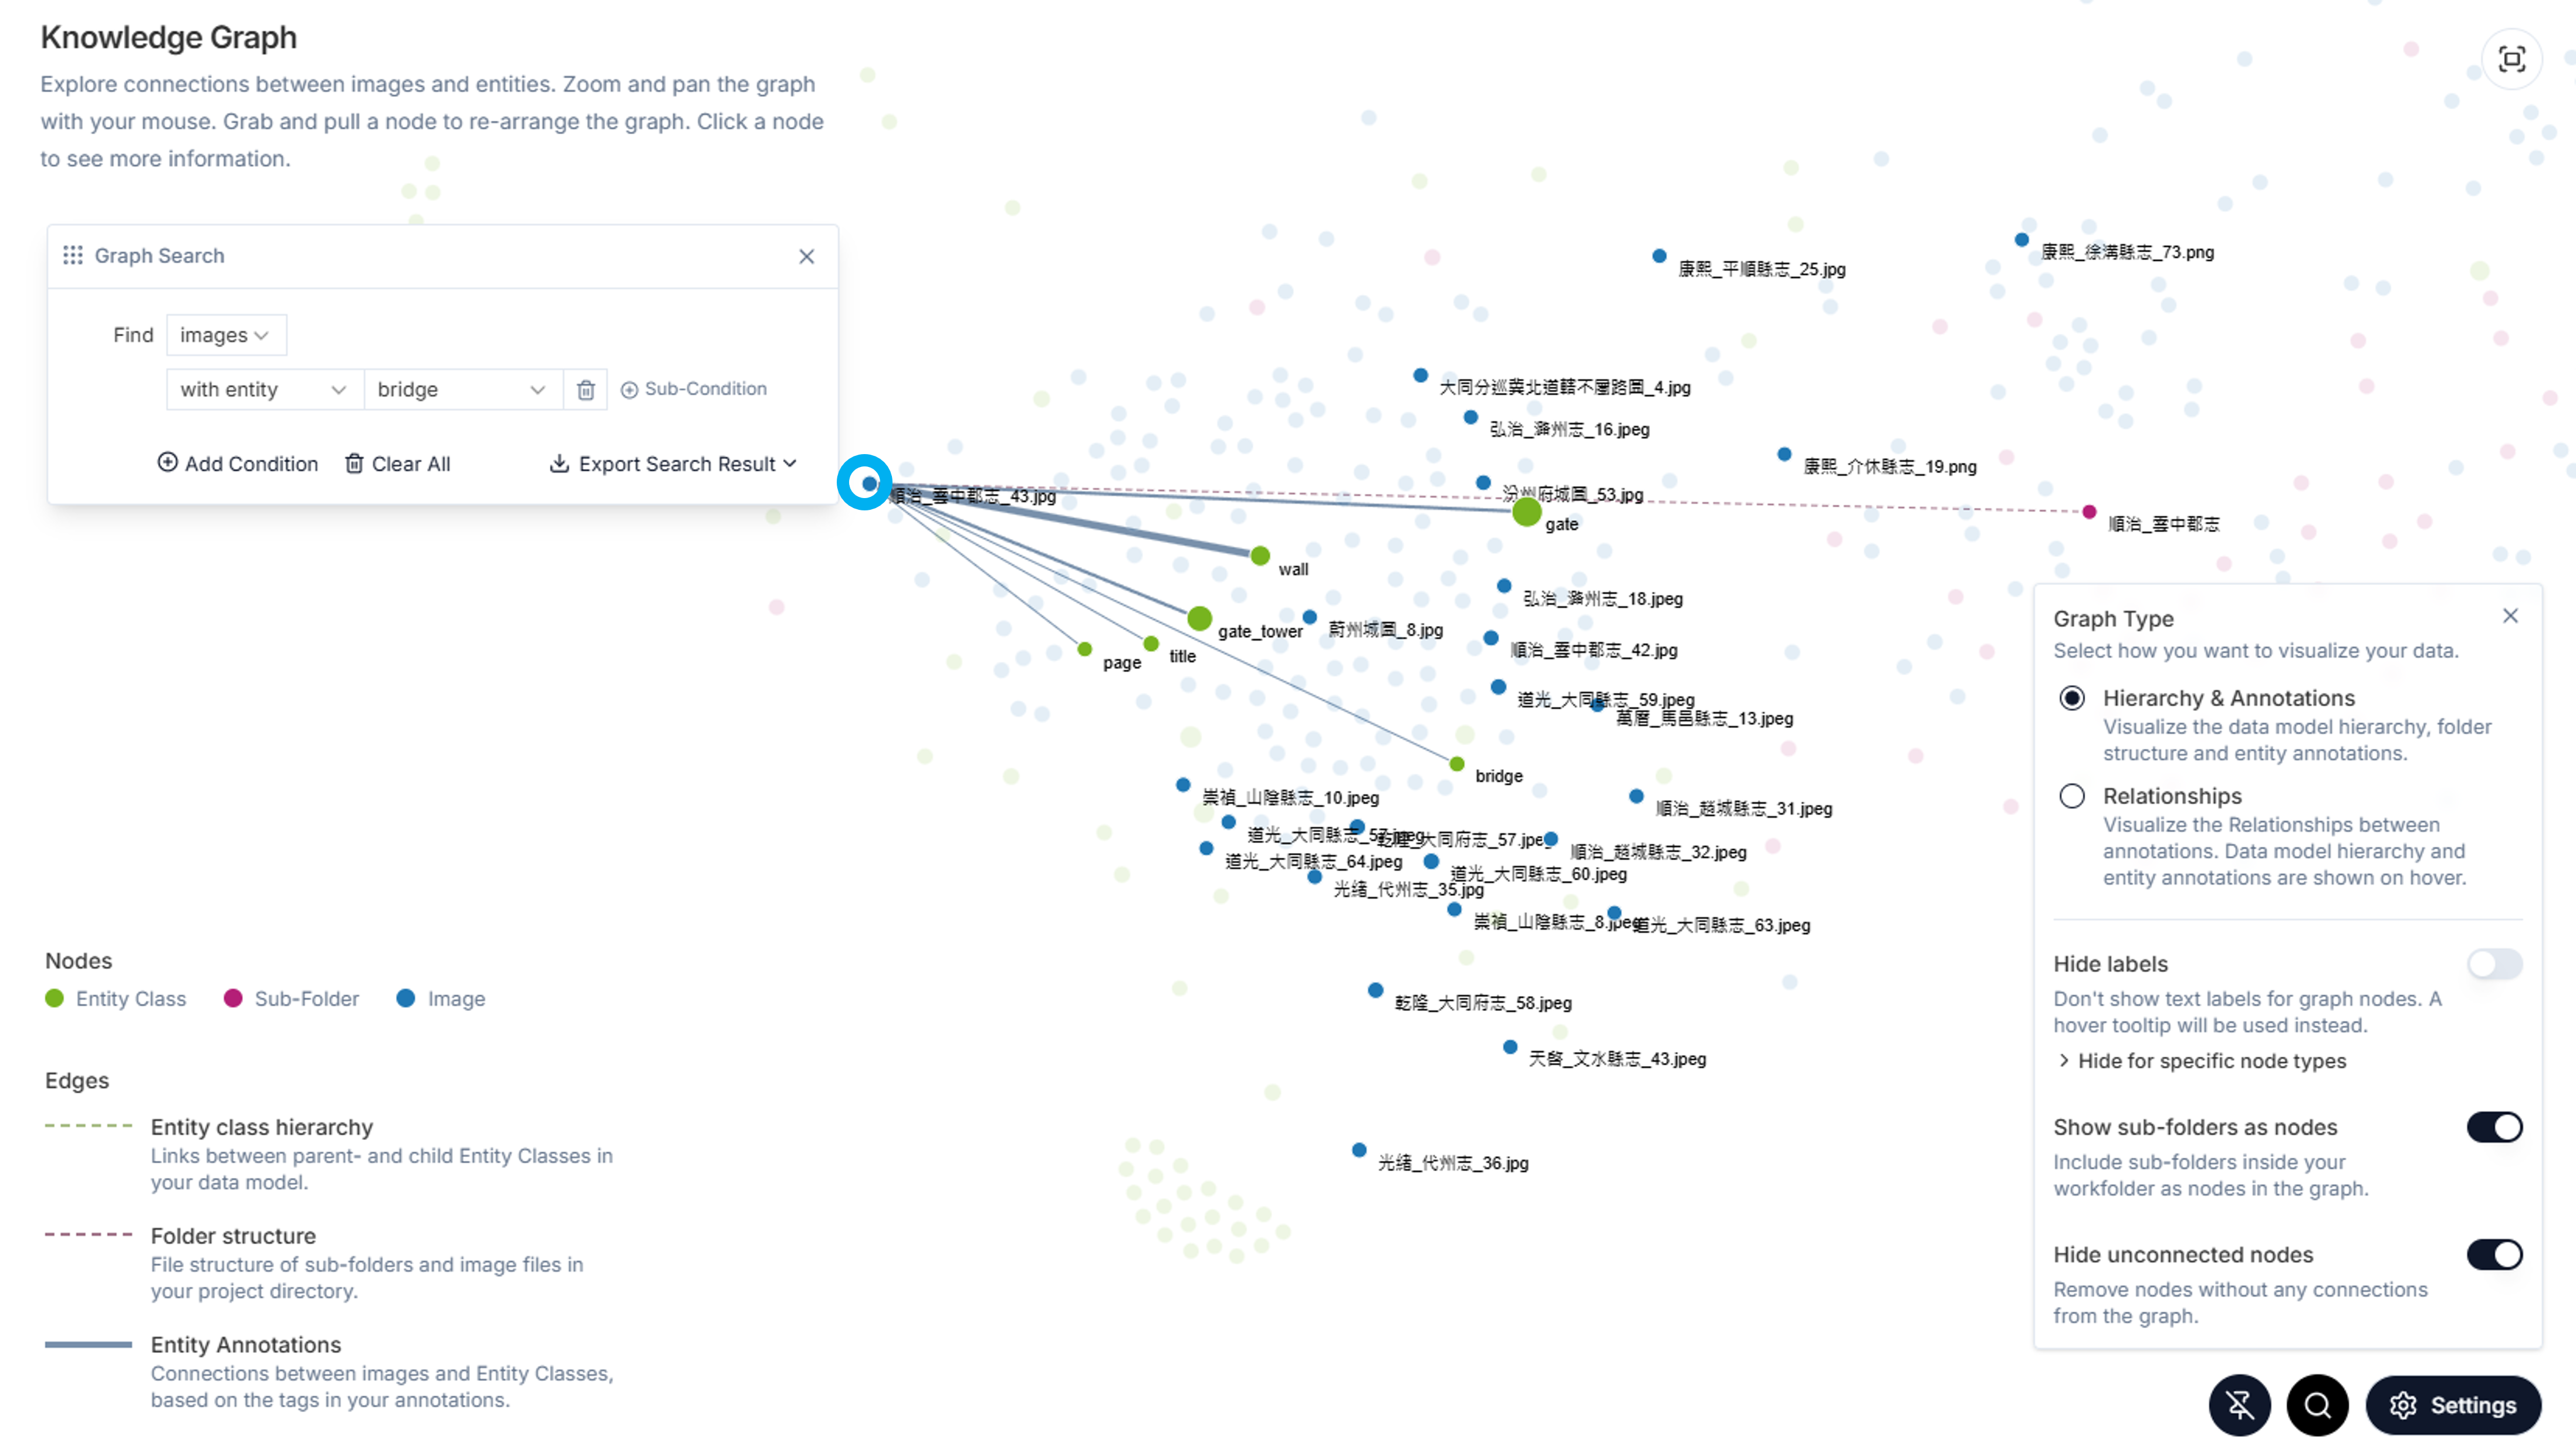 Knowledge Graph
Explore connections between images and entities. Zoom and pan the graph
with your mouse. Grab and pull a node to re-arrange the graph. Click a node
to see more information.
Graph Search
Find images
with entity bridge Sub-Condition
Add Condition Clear All Export Search Result
康熙_平順縣志_25.jpg
康熙_徐溝縣志_73.png
大同分巡冀北道轄不屬路圖_4.jpg
弘治_潞州志_16.jpeg
康熙_介休縣志_19.png
順治_雲中郡志_43.jpg
汾州府城圖_53.jpg
gate
順治_雲中郡志
wall
弘治_潞州志_18.jpeg
gate_tower
蔚州城圖_8.jpg
page
title
順治_雲中郡志_42.jpg
道光_大同縣志_59.jpeg
萬曆_馬邑縣志_13.jpeg
bridge
崇禎_山陰縣志_10.jpeg
順治_趙城縣志_31.jpeg
道光_大同縣志_57.jpeg
乾隆_大同府志_57.jpeg
順治_趙城縣志_32.jpeg
道光_大同縣志_64.jpeg
道光_大同縣志_60.jpeg
光緒_代州志_35.jpg
崇禎_山陰縣志_8.jpeg
道光_大同縣志_63.jpeg
乾隆_大同府志_58.jpeg
天啓_文水縣志_43.jpeg
光緒_代州志_36.jpg
Nodes
Entity Class Sub-Folder Image
Edges
Entity class hierarchy
Links between parent- and child Entity Classes in
your data model.
Folder structure
File structure of sub-folders and image files in
your project directory.
Entity Annotations
Connections between images and Entity Classes,
based on the tags in your annotations.
Graph Type
Select how you want to visualize your data.
Hierarchy & Annotations
Visualize the data model hierarchy, folder
structure and entity annotations.
Relationships
Visualize the Relationships between
annotations. Data model hierarchy and
entity annotations are shown on hover.
Hide labels
Don't show text labels for graph nodes. A
hover tooltip will be used instead.
Hide for specific node types
Show sub-folders as nodes
Include sub-folders inside your
workfolder as nodes in the graph.
Hide unconnected nodes
Remove nodes without any connections
from the graph.
Settings